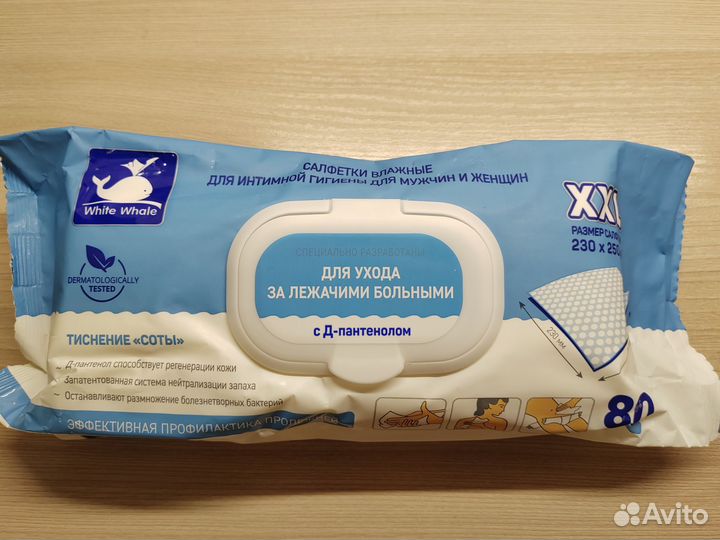 САЛФЕТКИ ВЛАЖНЫЕ
ДЛЯ ИНТИМНОЙ ГИГИЕНЫ ДЛЯ МУЖЧИН И ЖЕНЩИН
White Whale
DERMATOLOGICALLY
TESTED
СПЕЦИАЛЬНО РАЗРАБОТАНЫ
ДЛЯ УХОДА
ЗА ЛЕЖАЧИМИ БОЛЬНЫМИ
с Д-пантенолом
РАЗМЕР
230 х
230 мм
ТИСНЕНИЕ «СОТЫ»
Д-пантенол способствует регенерации кожи
Запатентованная система нейтрализации запаха
Останавливают размножение болезнетворных бактерий
ЭФФЕКТИВНАЯ ПРОФИЛАКТИКА
80
Avito